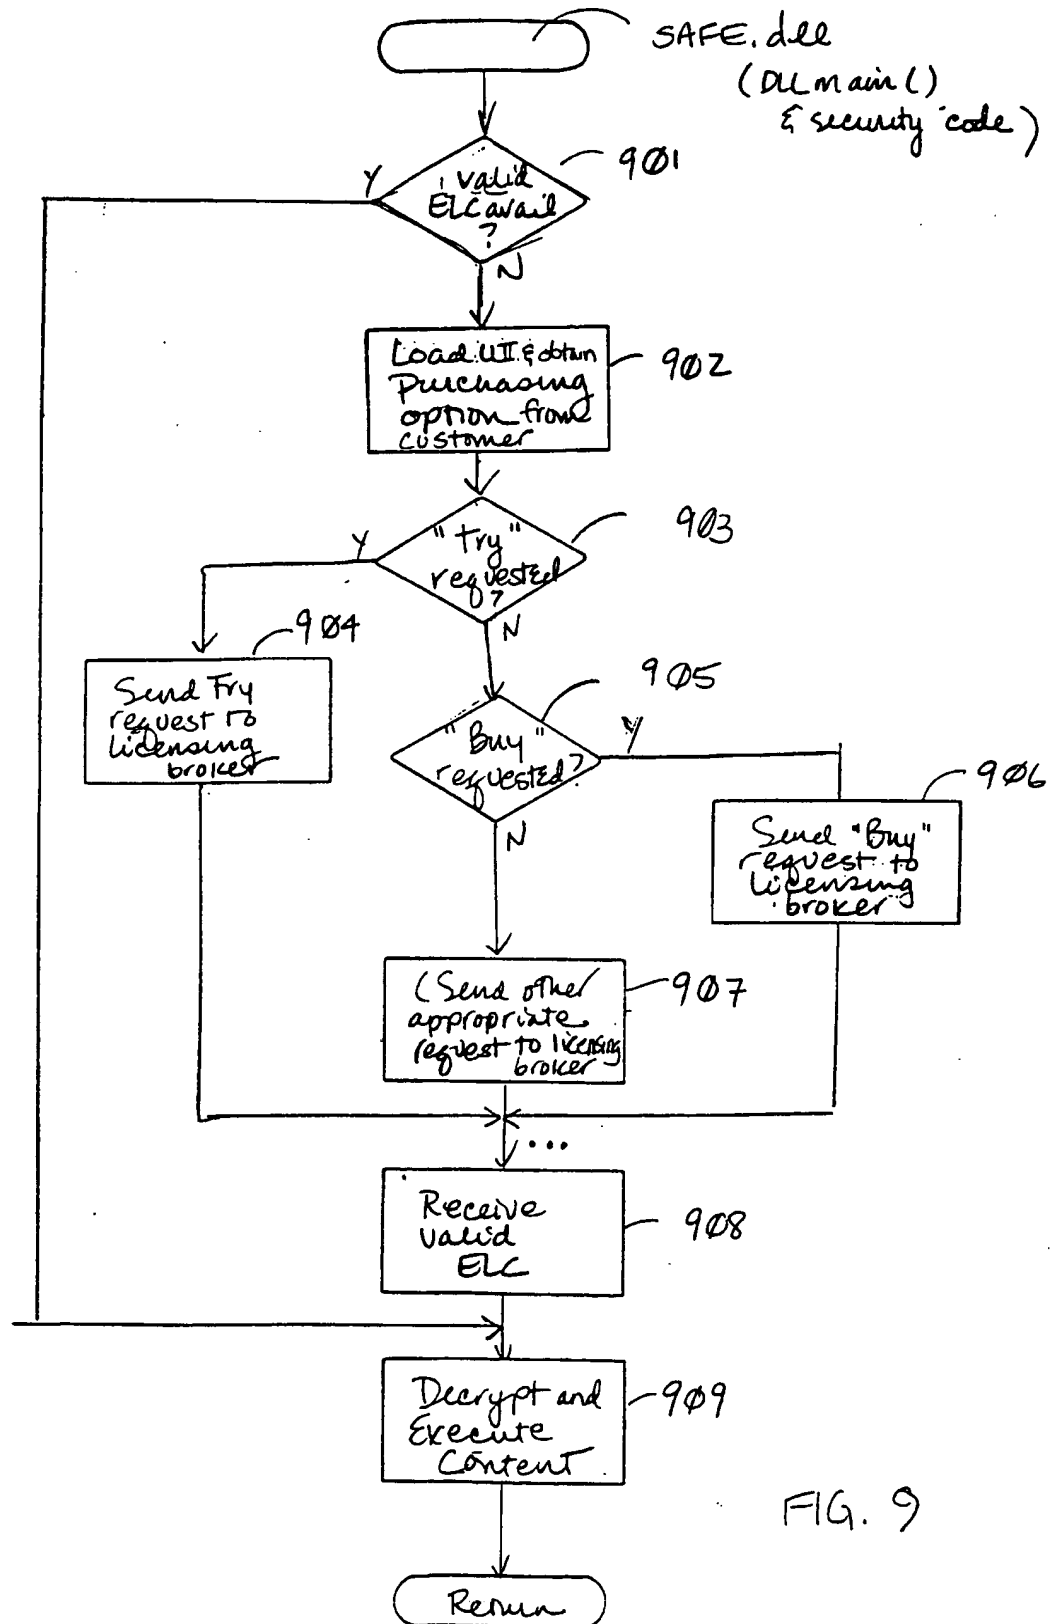 SAFE.dll
(DLLmain()
& security code)
901
Y
valid
ELC avail
?
N
Load UI & obtain
Purchasing
option from
customer
902
"Try"
requested
?
903
Y
N
904
Send Try
request to
licensing
broker
905
"Buy"
requested?
Y
N
906
Send "Buy"
request to
licensing
broker
(Send other
appropriate
request to licensing
broker
907
...
Receive
valid
ELC
908
Decrypt and
Execute
Content
909
FIG. 9
Return